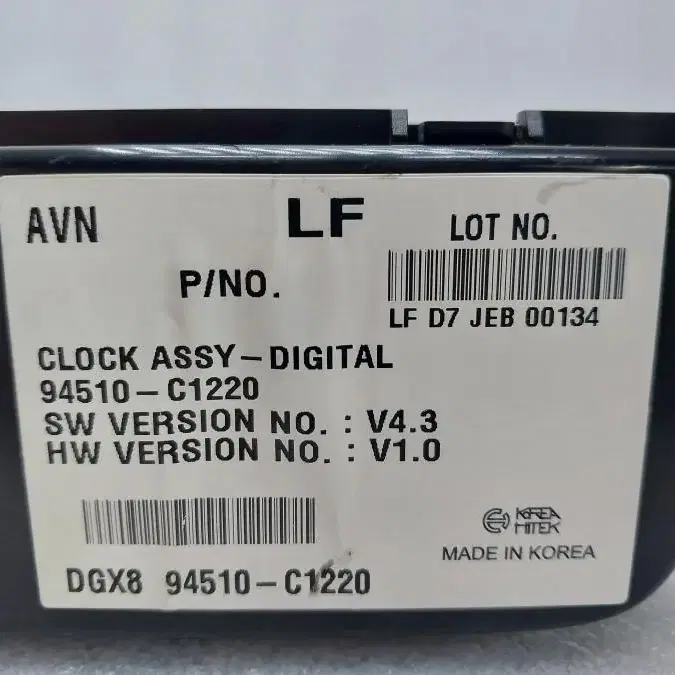 AVN LF LOT NO.
P/NO.
LF D7 JEB 00134
CLOCK ASSY-DIGITAL
94510-C1220
SW VERSION NO. : V4.3
HW VERSION NO. : V1.0
KOREA
HITEK
MADE IN KOREA
DGX8 94510-C1220